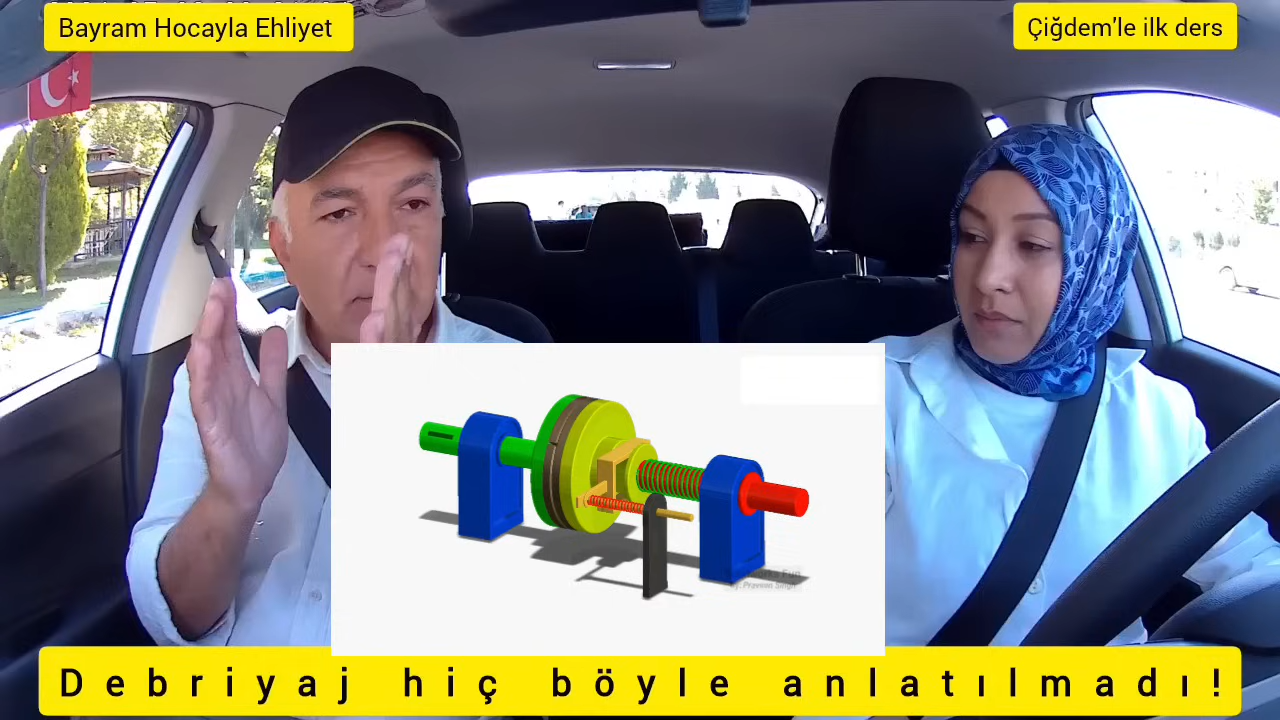 Bayram Hocayla Ehliyet
Çiğdem'le ilk ders
Debriyaj hiç böyle anlatılmadı!